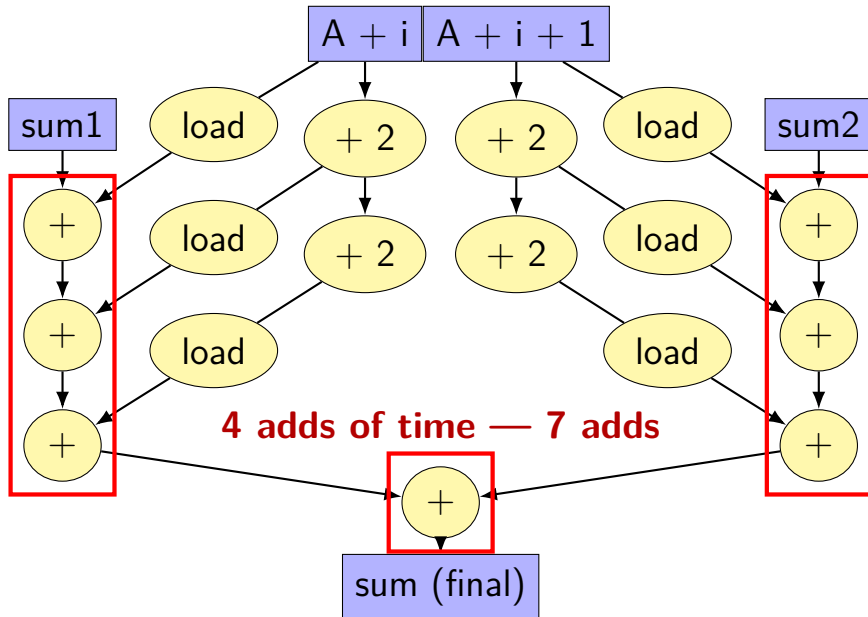 A + i A + i + 1
sum1 load + 2 + 2 load sum2
+ +
load + 2 + 2 load
+ +
load load
+ 4 adds of time — 7 adds +
+
sum (final)